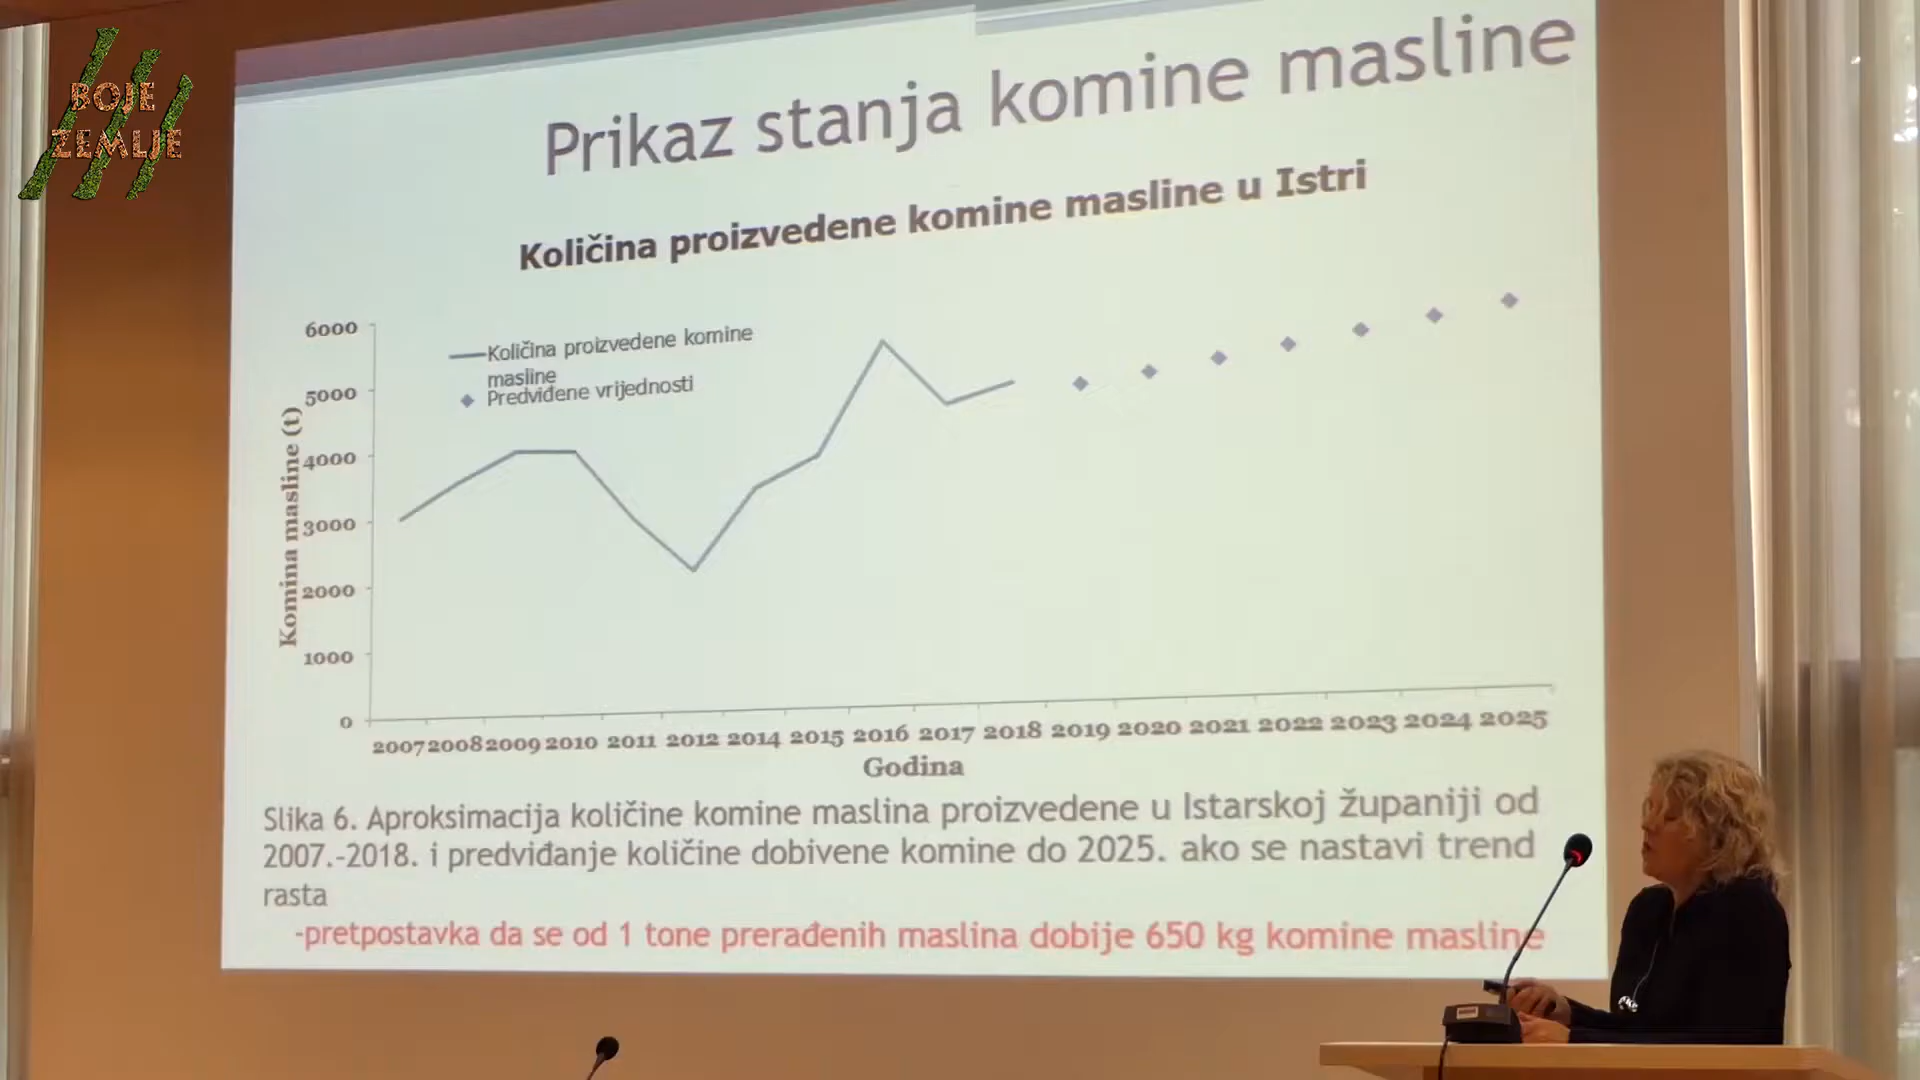 BOJE
ZEMLJE
Prikaz stanja komine masline
Količina proizvedene komine masline u Istri
6000
5000
4000
3000
2000
1000
0
Komina masline (t)
Količina proizvedene komine
masline
Predviđene vrijednosti
2007 2008 2009 2010 2011 2012 2014 2015 2016 2017 2018 2019 2020 2021 2022 2023 2024 2025
Godina
Slika 6. Aproksimacija količine komine maslina proizvedene u Istarskoj županiji od
2007.-2018. i predviđanje količine dobivene komine do 2025. ako se nastavi trend
rasta
-pretpostavka da se od 1 tone prerađenih maslina dobije 650 kg komine masline